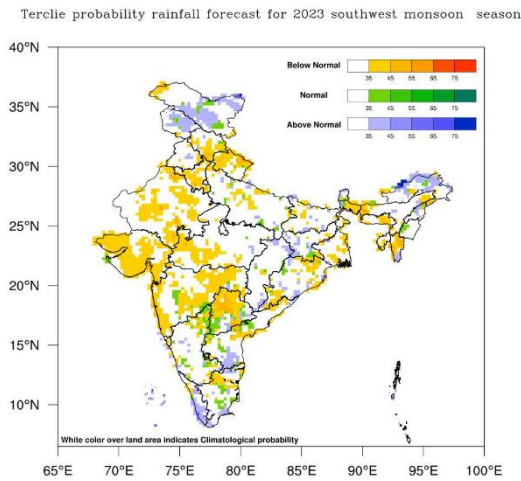 Terclie probability rainfall forecast for 2023 southwest monsoon season
40°N
35°N
30°N
25°N
20°N
15°N
10°N
Below Normal
35 45 55 65 75
Normal
35 45 55 65 75
Above Normal
35 45 55 65 75
White color over land area indicates Climatological probability
65°E 70°E 75°E 80°E 85°E 90°E 95°E 100°E